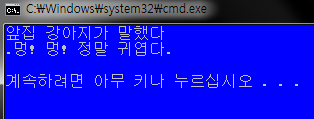 C:₩Windows₩system32₩cmd.exe
앞집 강아지가 말했다
.멍! 멍! 정말 귀엽다.
계속하려면 아무 키나 누르십시오 . . .